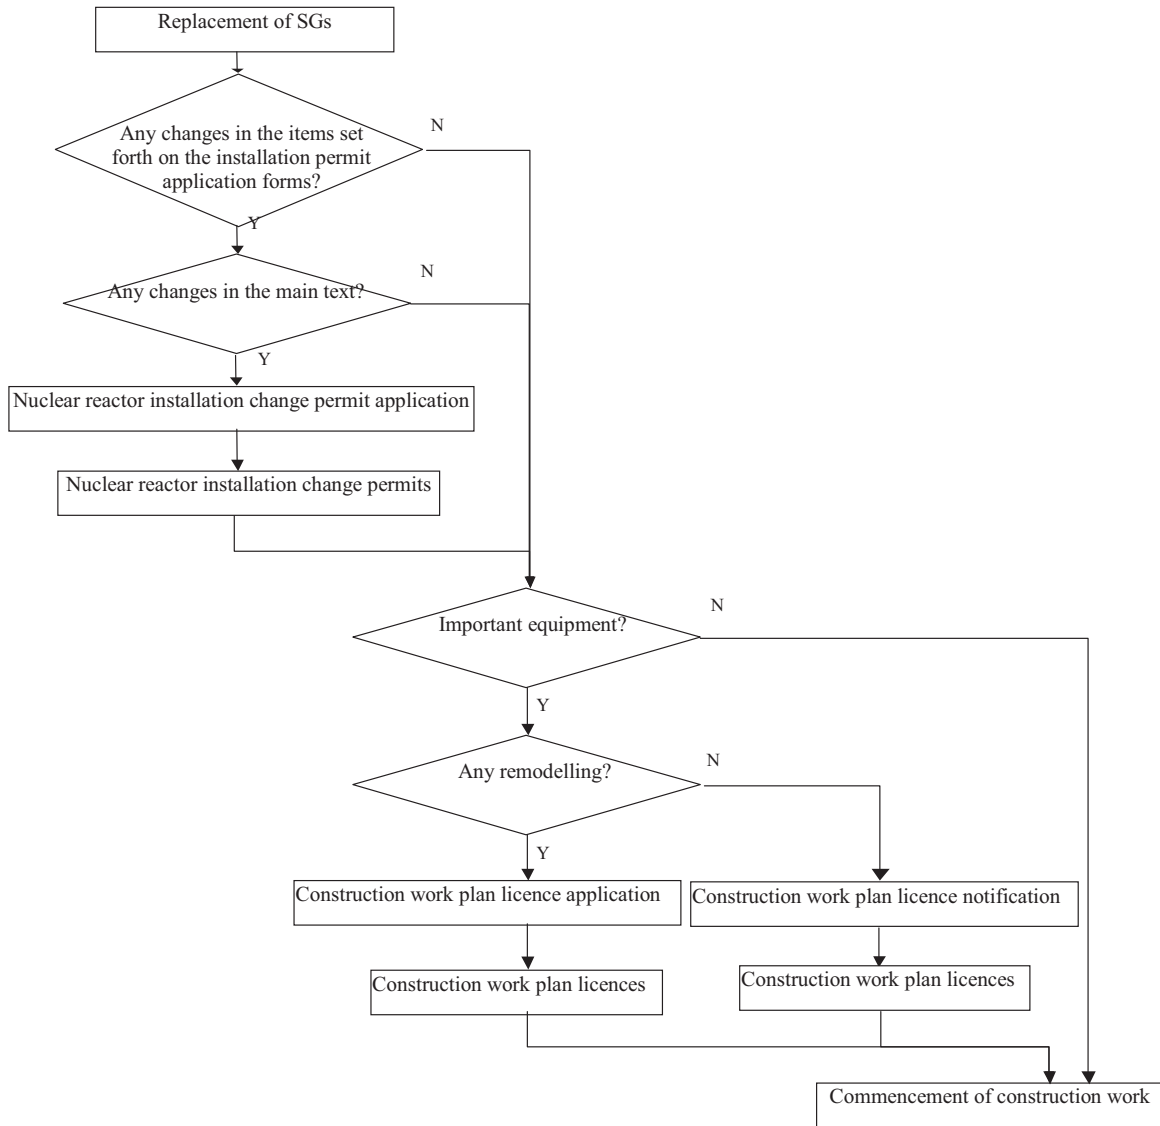 Replacement of SGs
N
Any changes in the items set
forth on the installation permit
application forms?
Y
N
Any changes in the main text?
Y
Nuclear reactor installation change permit application
Nuclear reactor installation change permits
N
Important equipment?
Y
N
Any remodelling?
Y
Construction work plan licence application
Construction work plan licence notification
Construction work plan licences
Construction work plan licences
Commencement of construction work